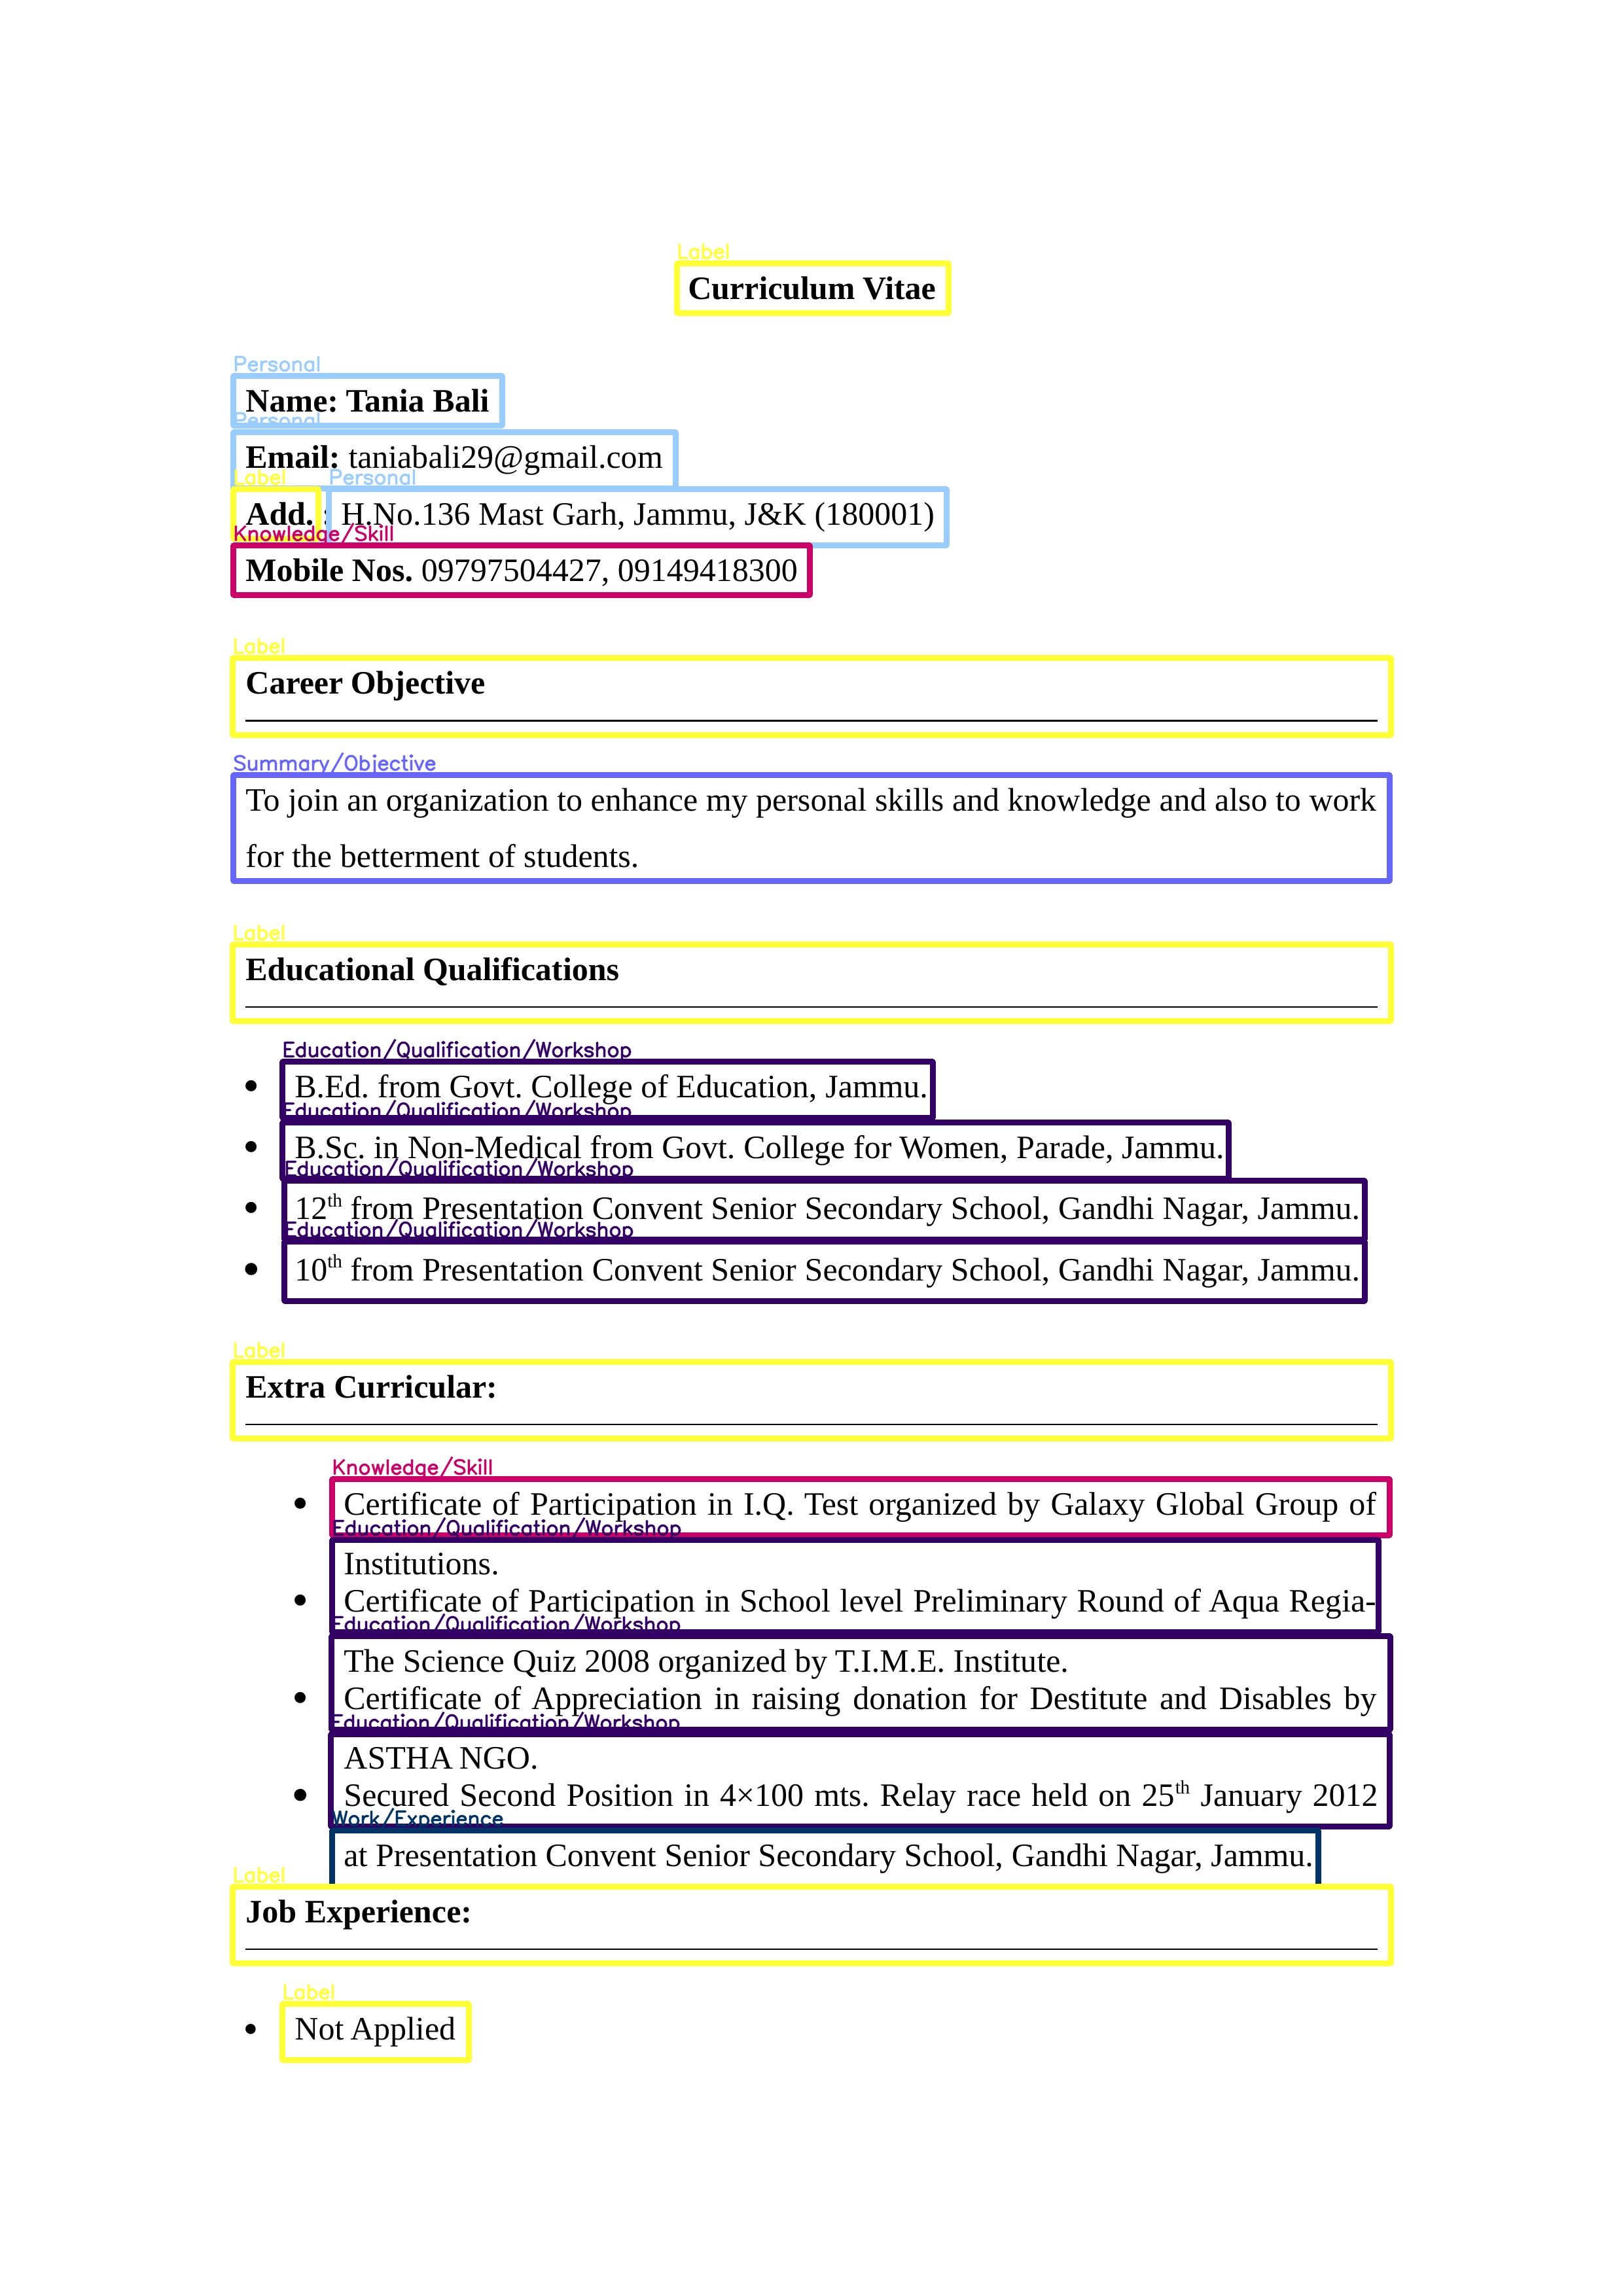 Label
Curriculum Vitae
Personal
Name: Tania Bali
Personal
Email: taniabali29@gmail.com
Label Personal
Add. : H.No.136 Mast Garh, Jammu, J&K (180001)
Knowledge/Skill
Mobile Nos. 09797504427, 09149418300
Label
Career Objective
Summary/Objective
To join an organization to enhance my personal skills and knowledge and also to work
for the betterment of students.
Label
Educational Qualifications
Education/Qualification/Workshop
• B.Ed. from Govt. College of Education, Jammu.
Education/Qualification/Workshop
• B.Sc. in Non-Medical from Govt. College for Women, Parade, Jammu.
Education/Qualification/Workshop
• 12th from Presentation Convent Senior Secondary School, Gandhi Nagar, Jammu.
Education/Qualification/Workshop
• 10th from Presentation Convent Senior Secondary School, Gandhi Nagar, Jammu.
Label
Extra Curricular:
Knowledge/Skill
• Certificate of Participation in I.Q. Test organized by Galaxy Global Group of
Education/Qualification/Workshop
Institutions.
• Certificate of Participation in School level Preliminary Round of Aqua Regia-
Education/Qualification/Workshop
The Science Quiz 2008 organized by T.I.M.E. Institute.
• Certificate of Appreciation in raising donation for Destitute and Disables by
Education/Qualification/Workshop
ASTHA NGO.
• Secured Second Position in 4×100 mts. Relay race held on 25th January 2012
Work/Experience
at Presentation Convent Senior Secondary School, Gandhi Nagar, Jammu.
Label
Job Experience:
Label
• Not Applied